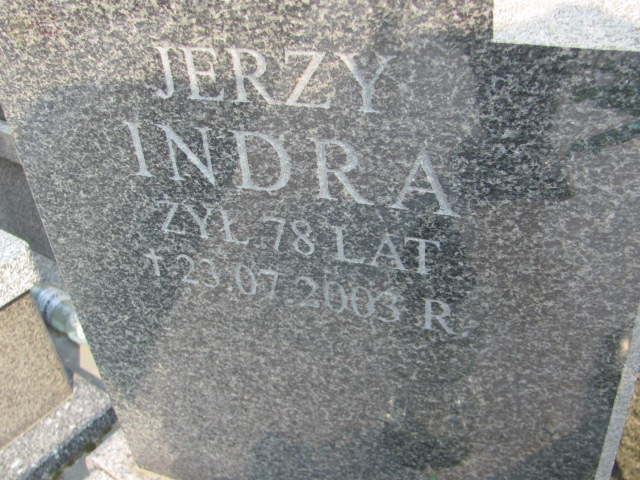 JERZY
INDRA
ŻYŁ 78 LAT
† 23.07.2003 R.